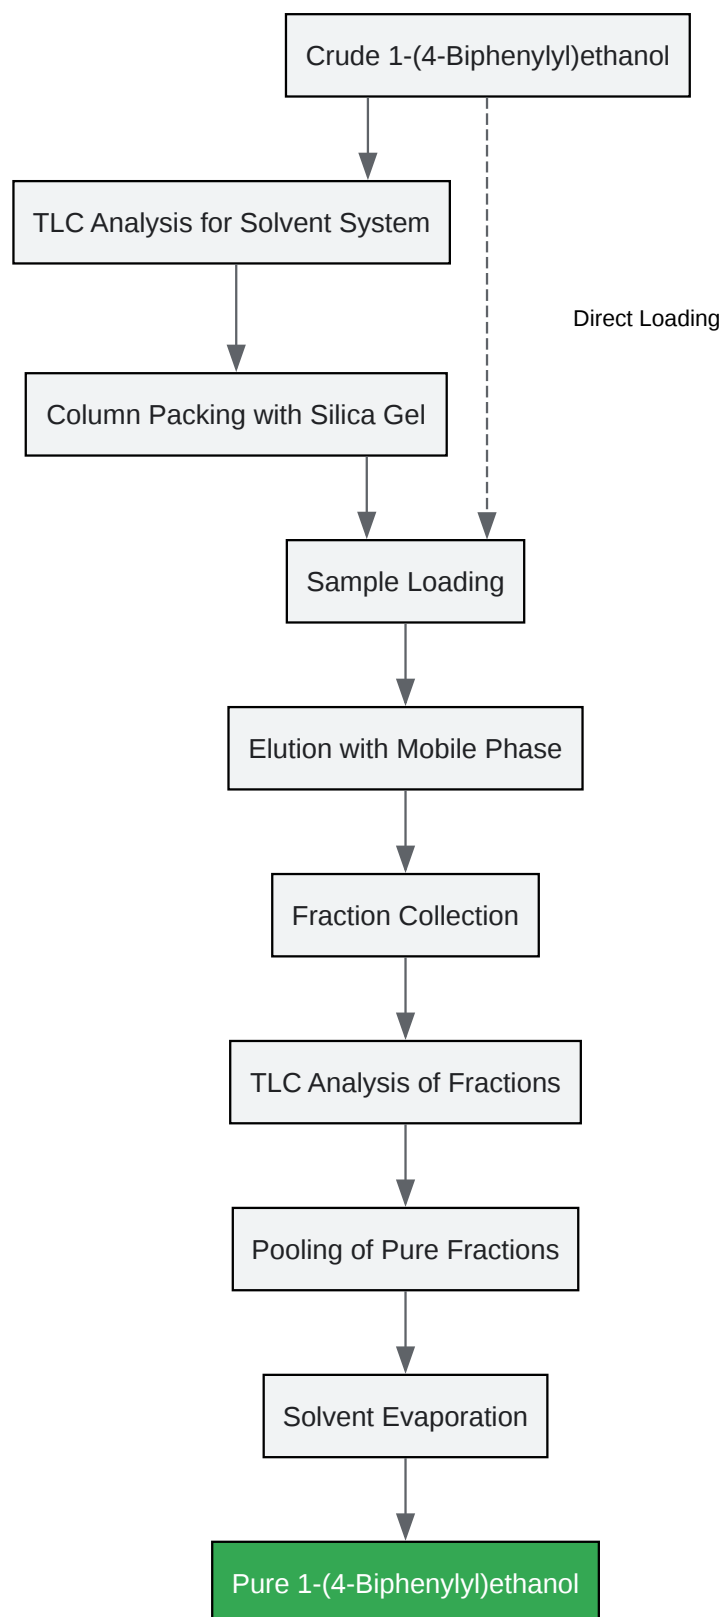 Crude 1-(4-Biphenylyl)ethanol
TLC Analysis for Solvent System
Direct Loading
Column Packing with Silica Gel
Sample Loading
Elution with Mobile Phase
Fraction Collection
TLC Analysis of Fractions
Pooling of Pure Fractions
Solvent Evaporation
Pure 1-(4-Biphenylyl)ethanol